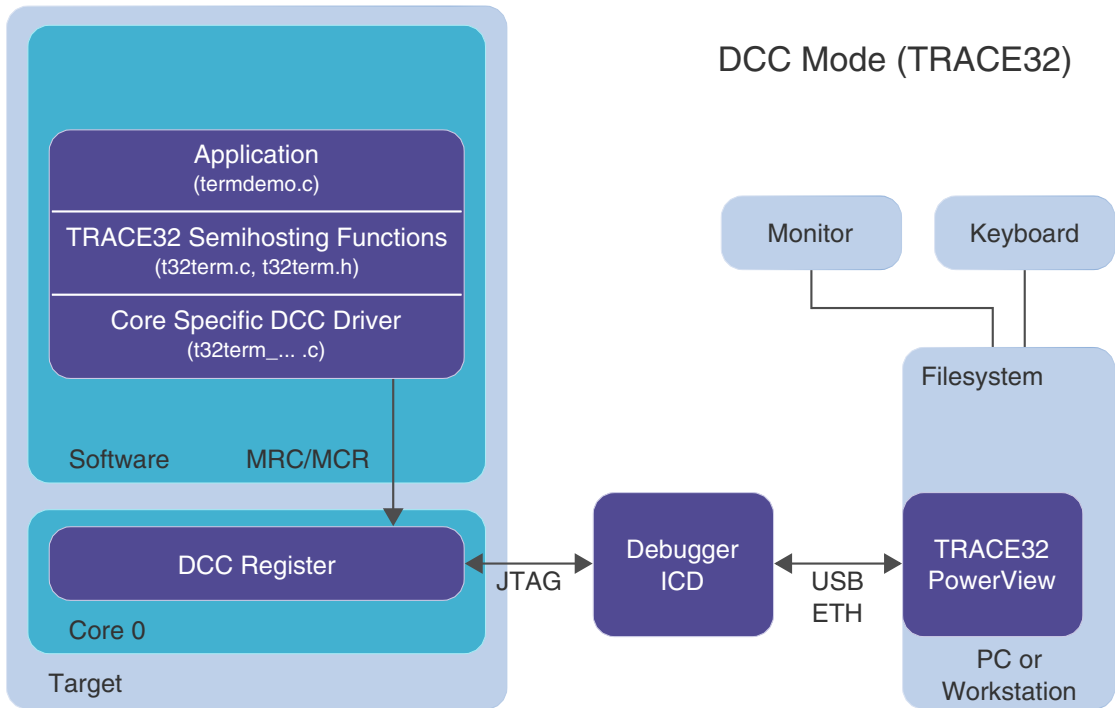 DCC Mode (TRACE32)
Application
(termdemo.c)
TRACE32 Semihosting Functions
(t32term.c, t32term.h)
Core Specific DCC Driver
(t32term_... .c)
Software
MRC/MCR
DCC Register
Core 0
Target
JTAG
Debugger
ICD
USB
ETH
Monitor
Keyboard
Filesystem
TRACE32
PowerView
PC or
Workstation